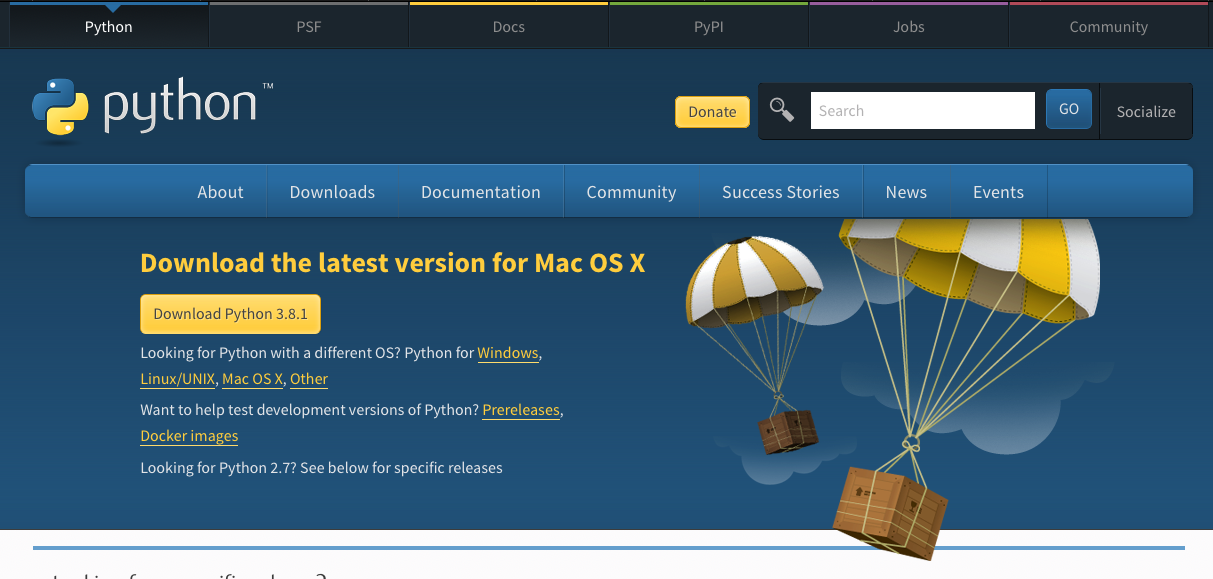 Python
PSF
Docs
PyPI
Jobs
Community
python™
Donate
Search
GO
Socialize
About
Downloads
Documentation
Community
Success Stories
News
Events
Download the latest version for Mac OS X
Download Python 3.8.1
Looking for Python with a different OS? Python for Windows,
Linux/UNIX, Mac OS X, Other
Want to help test development versions of Python? Prereleases,
Docker images
Looking for Python 2.7? See below for specific releases